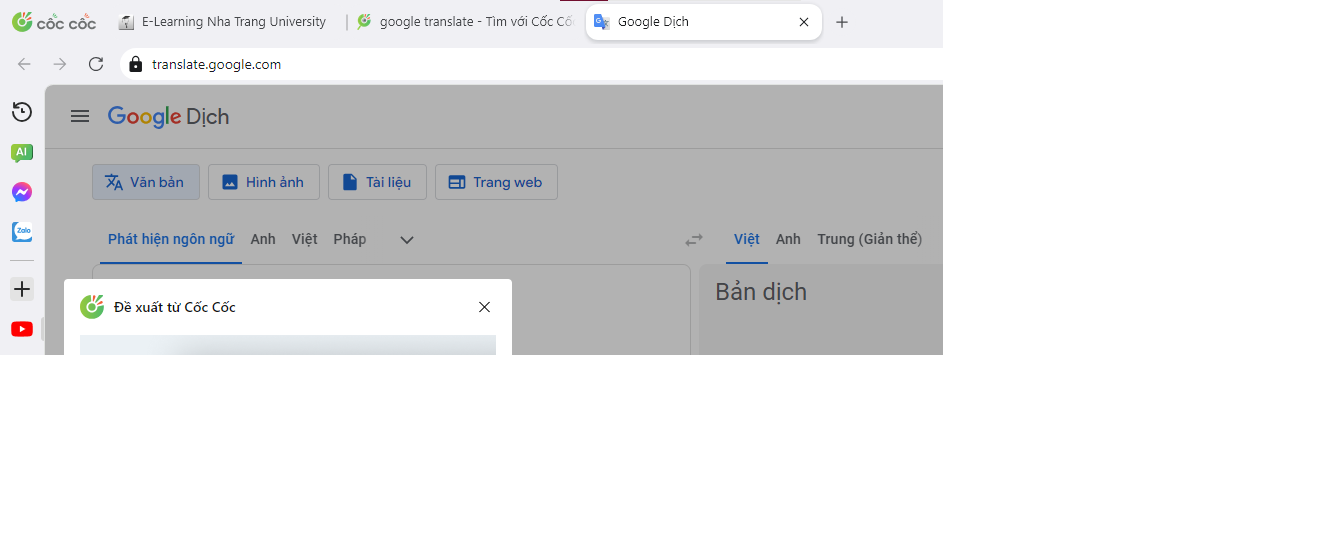 cốc cốc E-Learning Nha Trang University google translate - Tìm với Cốc Cốc Google Dịch
translate.google.com
Google Dịch
AI
Văn bản Hình ảnh Tài liệu Trang web
Phát hiện ngôn ngữ Anh Việt Pháp Việt Anh Trung (Giản thể)
Zalo
Bản dịch
Đề xuất từ Cốc Cốc